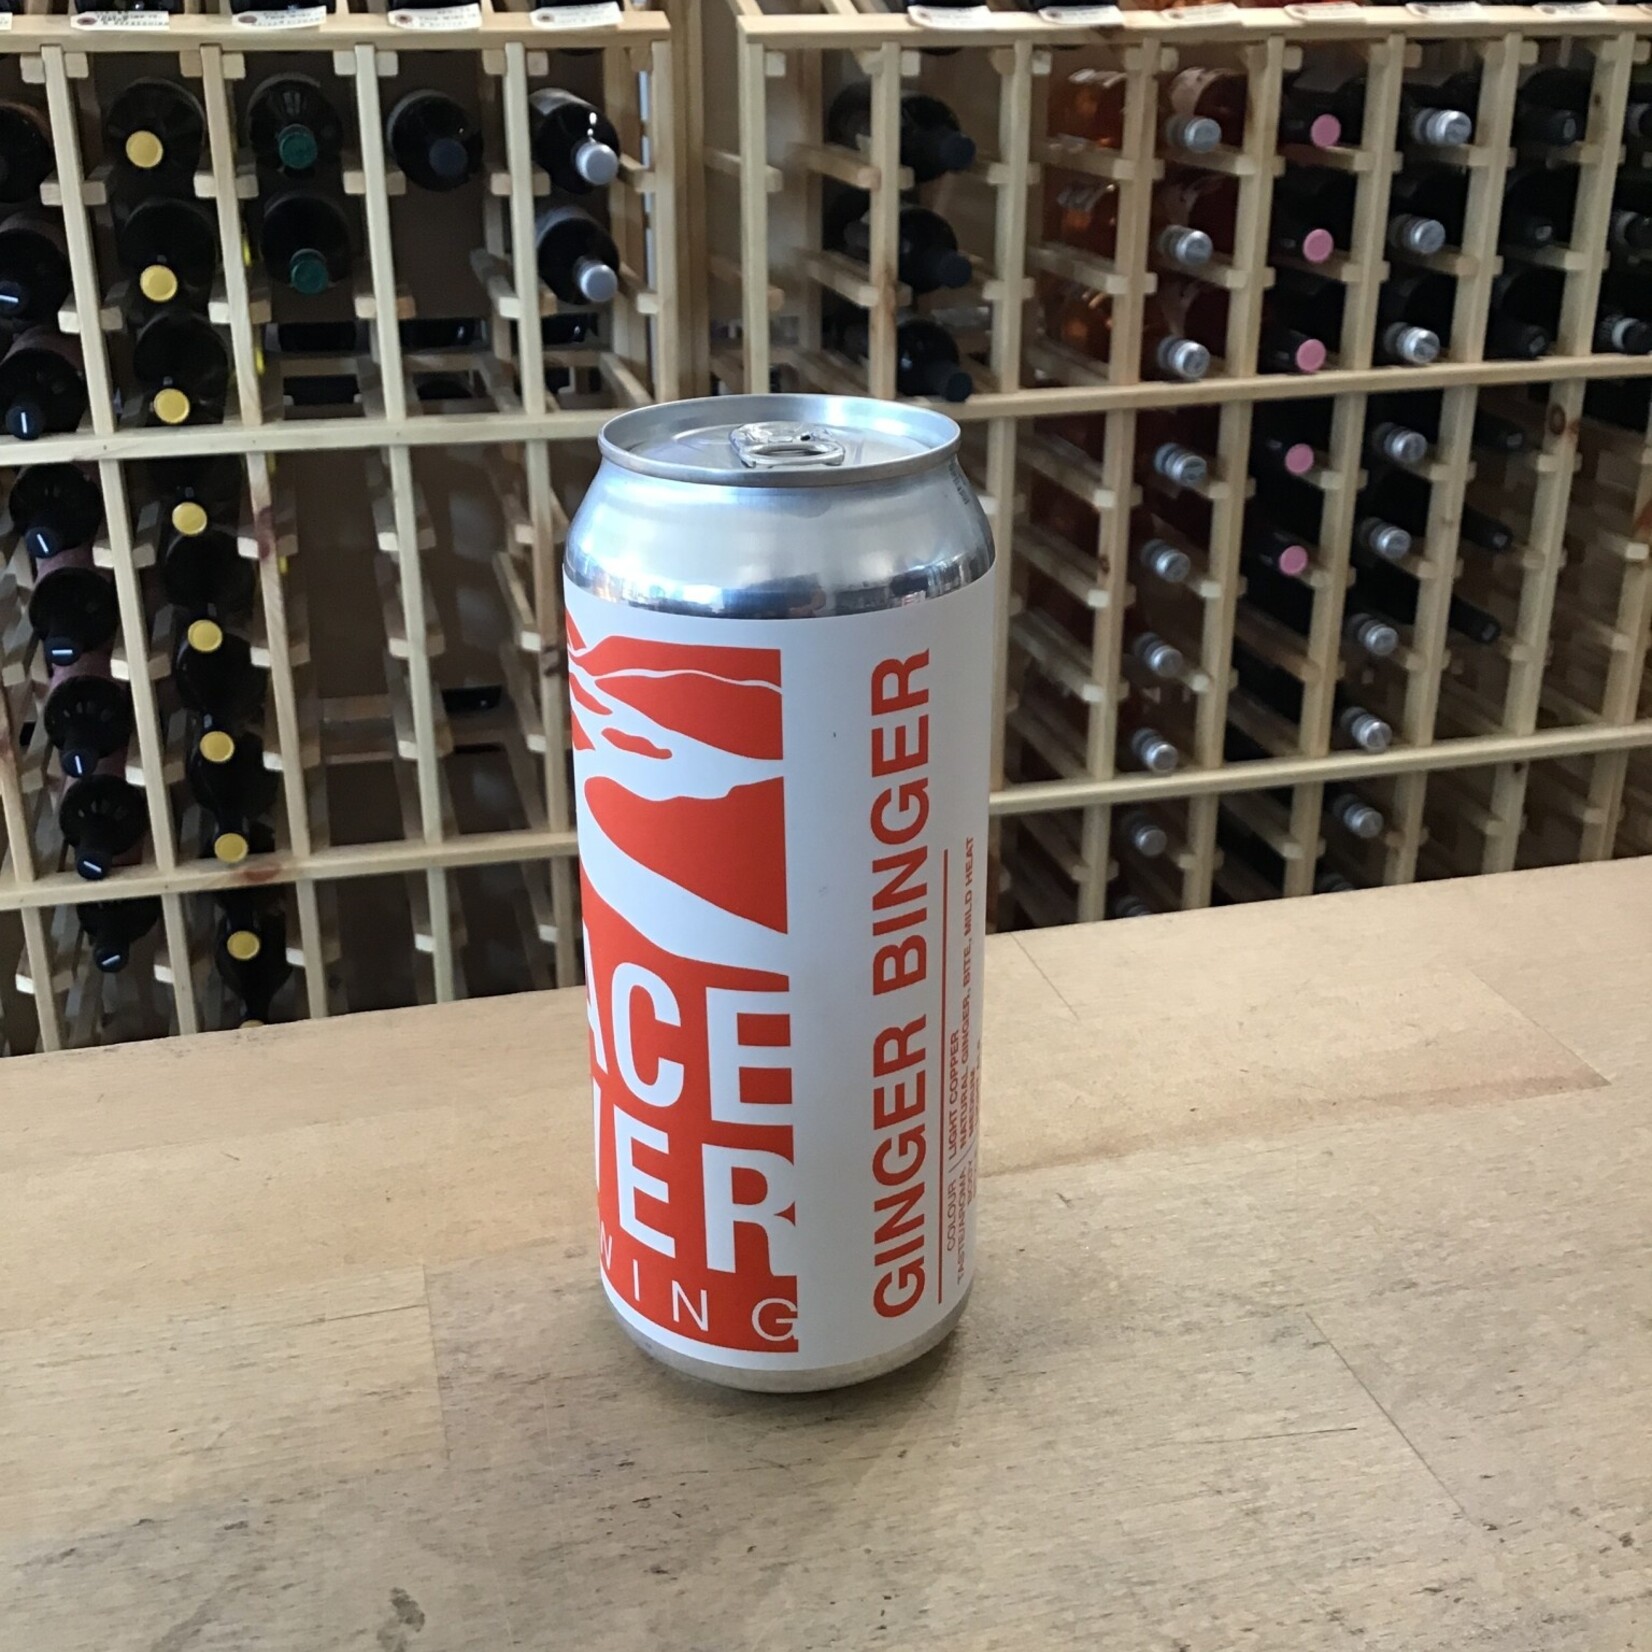 ACE
VER
WING
GINGER BINGER
COLOUR | LIGHT COPPER
TASTE/AROMA | NATURAL GINGER, BITE, MILD HEAT
BODY | MEDIUM